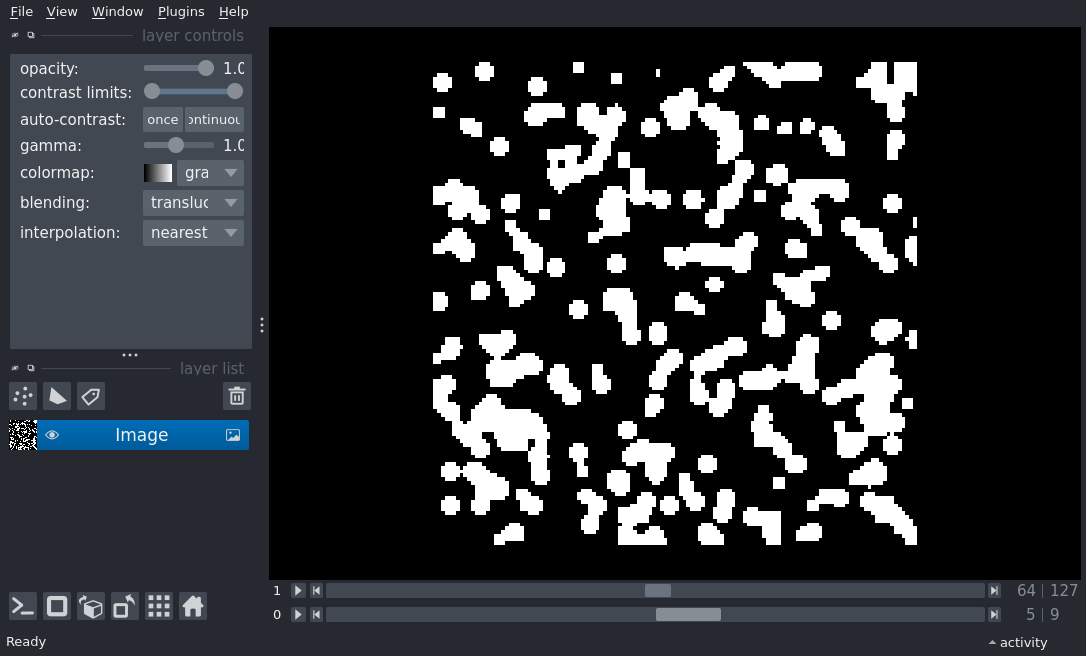 File View Window Plugins Help
layer controls
opacity: 1.0
contrast limits:
auto-contrast: once ontinuou
gamma: 1.0
colormap: gra
blending: transluc
interpolation: nearest
layer list
Image
1 64 | 127
0 5 | 9
Ready activity